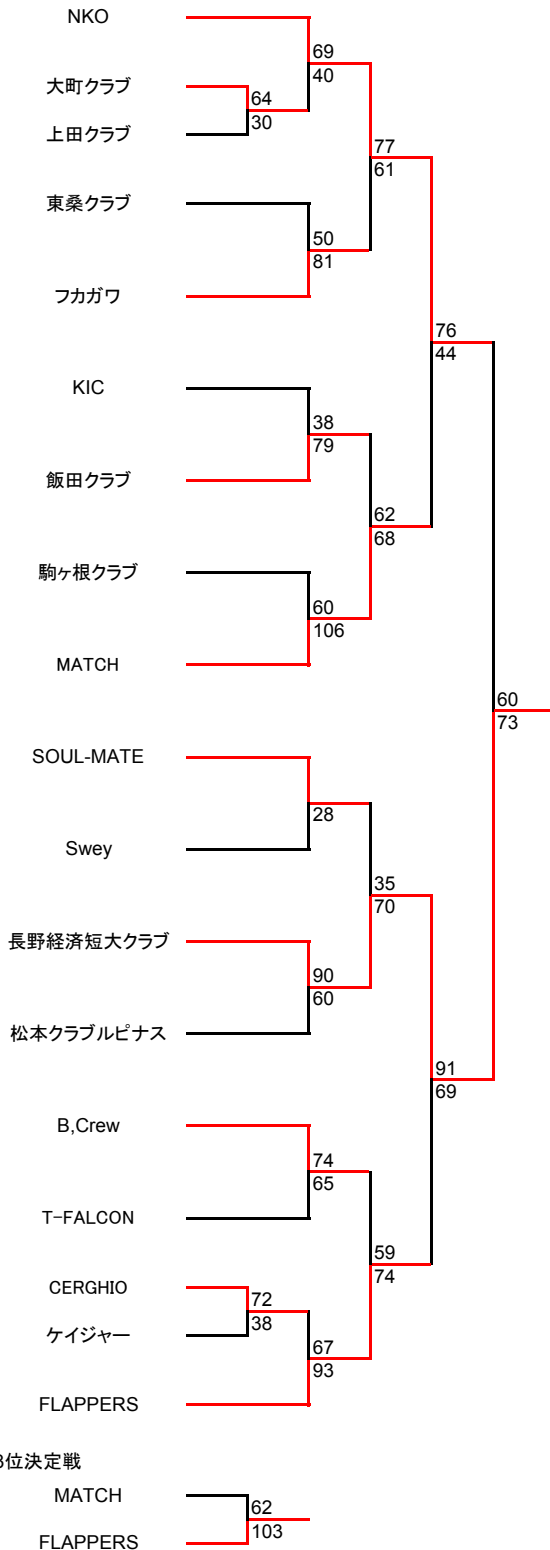 NKO
69
40
大町クラブ
64
30
上田クラブ
77
61
東桑クラブ
50
81
フカガワ
76
44
KIC
38
79
飯田クラブ
62
68
駒ヶ根クラブ
60
106
MATCH
60
73
SOUL-MATE
28
Swey
35
70
長野経済短大クラブ
90
60
松本クラブルピナス
91
69
B,Crew
74
65
T-FALCON
59
74
CERGHIO
72
38
ケイジャー
67
93
FLAPPERS
3位決定戦
MATCH
62
103
FLAPPERS